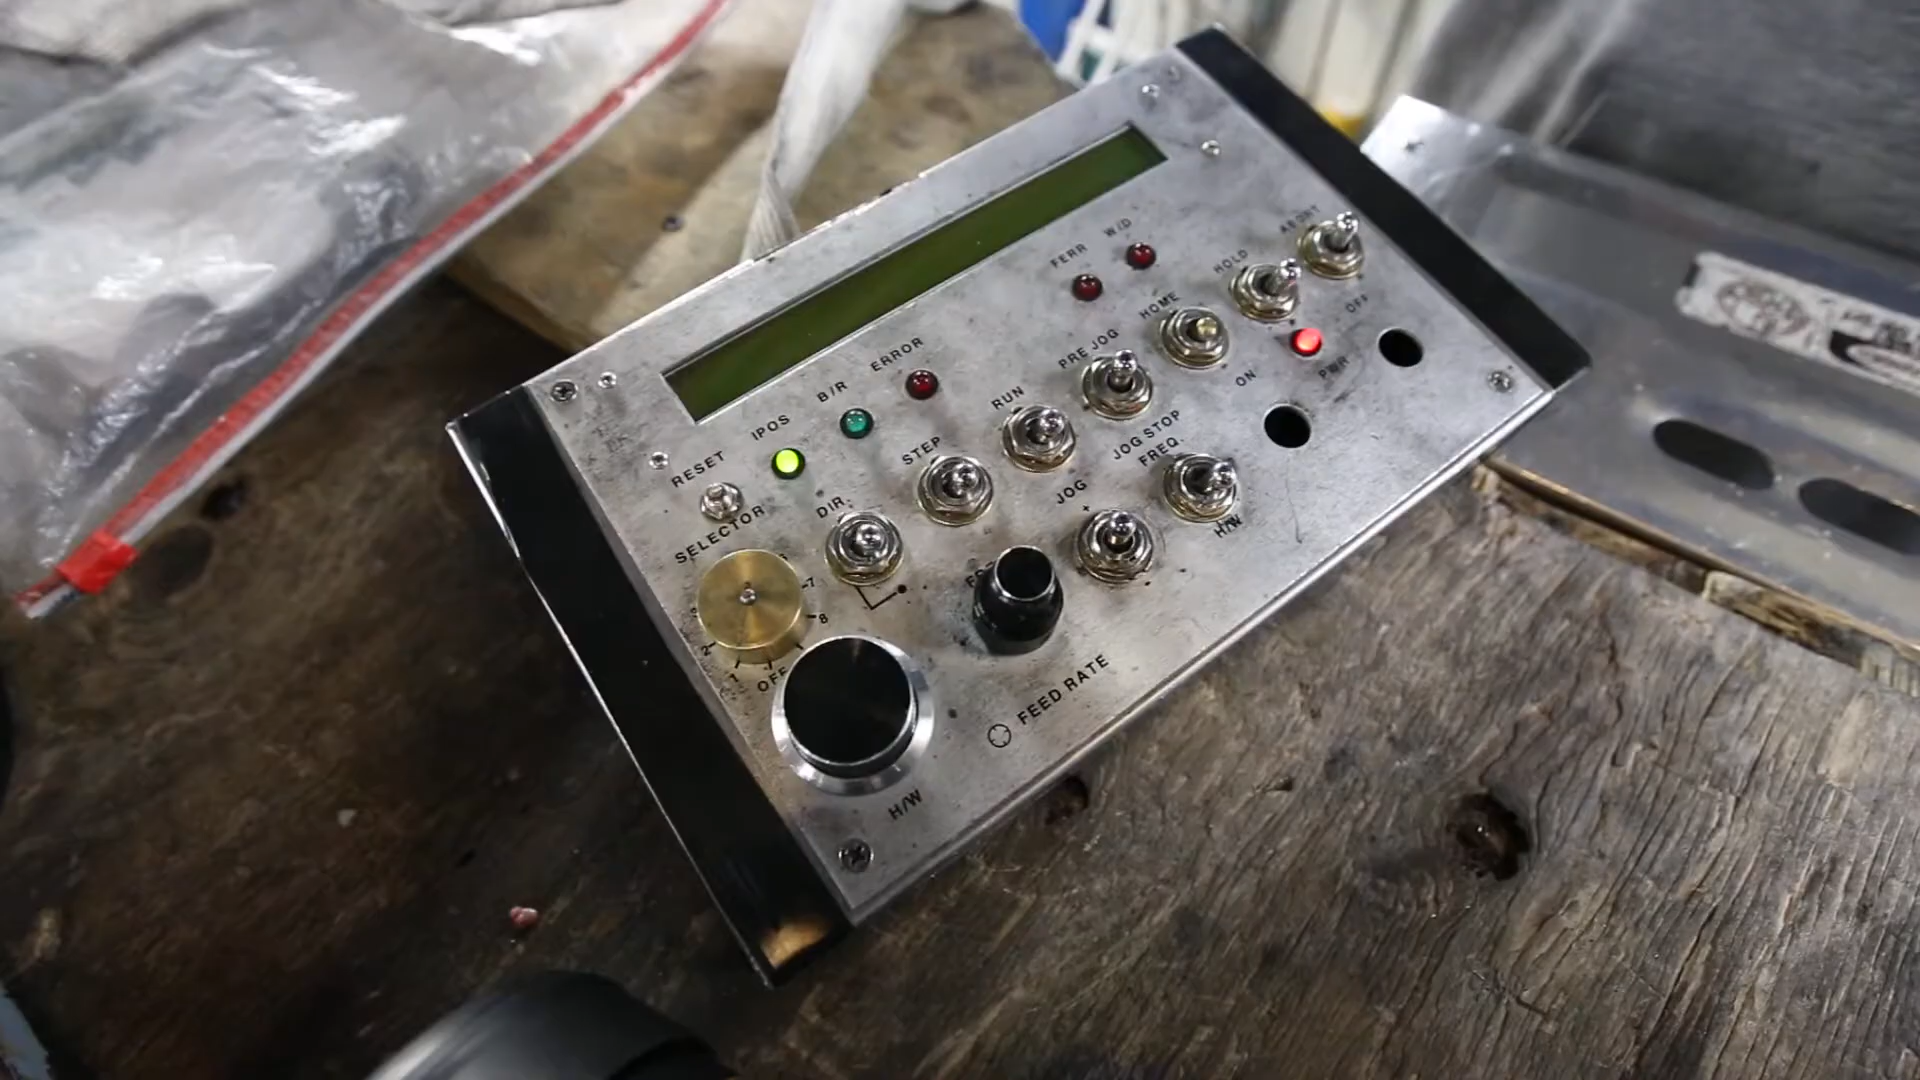 ABORT
HOLD
W/D
FERR
OFF
HOME
PWR
PRE JOG
ON
ERROR
B/R
RUN
JOG STOP
FREQ.
IPOS
STEP
JOG
+
RESET
DIR.
H/W
SELECTOR
7
8
2
1
OFF
FEED RATE
H/W